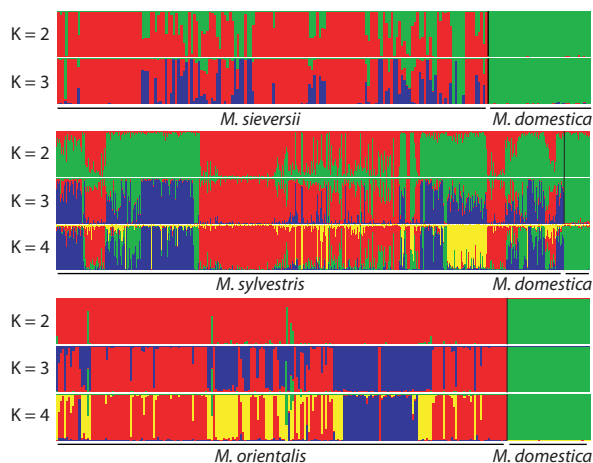 K = 2
K = 3
M. sieversii M. domestica
K = 2
K = 3
K = 4
M. sylvestris M. domestica
K = 2
K = 3
K = 4
M. orientalis M. domestica